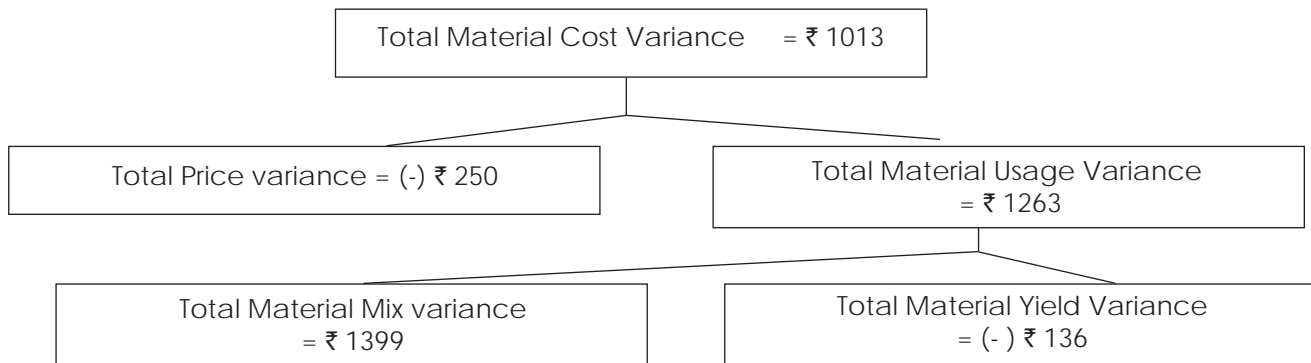 Total Material Cost Variance = ₹ 1013
Total Price variance = (-) ₹ 250
Total Material Usage Variance
= ₹ 1263
Total Material Mix variance
= ₹ 1399
Total Material Yield Variance
= (- ) ₹ 136